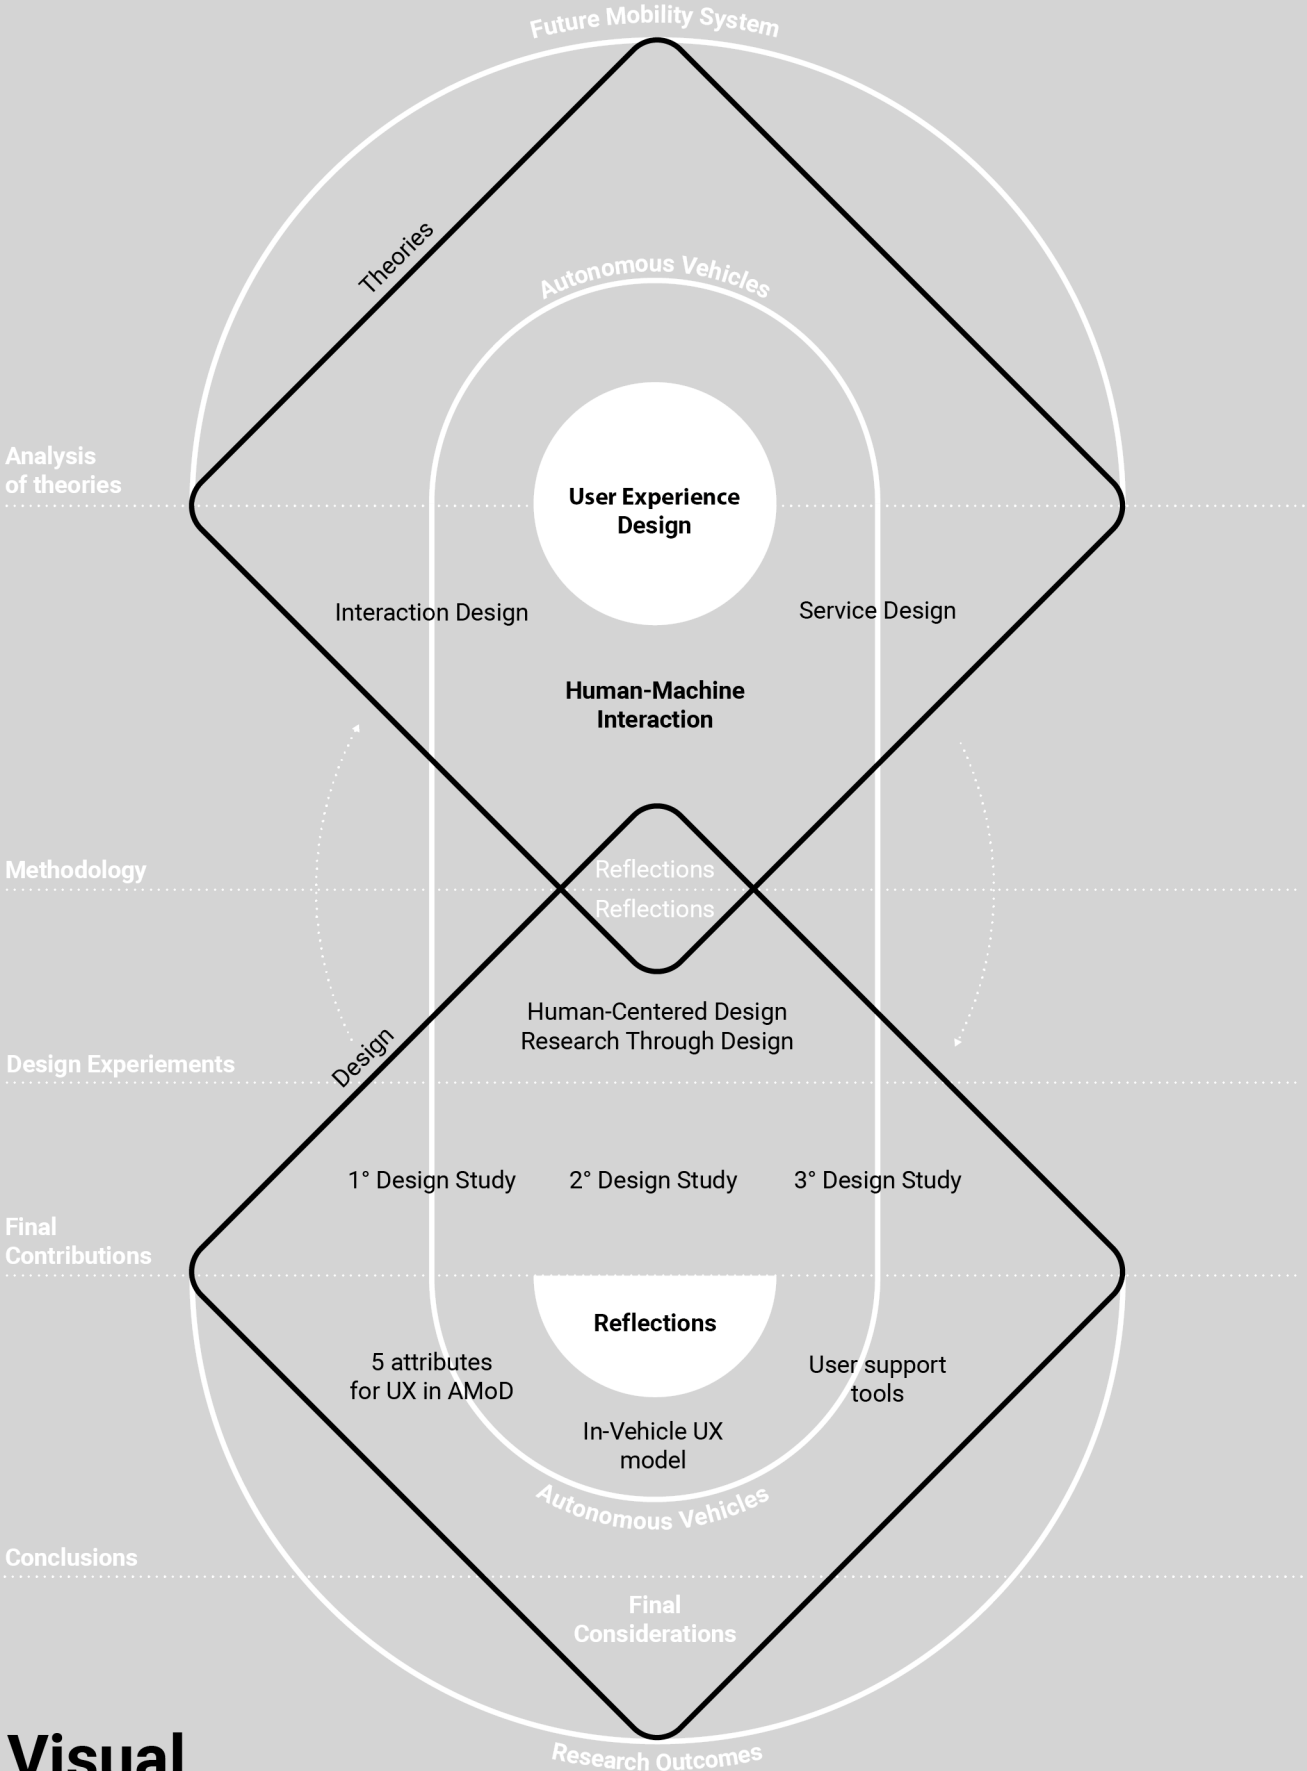 Future Mobility System
Theories
Autonomous Vehicles
Analysis
of theories
User Experience
Design
Interaction Design
Service Design
Human-Machine
Interaction
Methodology
Reflections
Reflections
Human-Centered Design
Research Through Design
Design Experiements
Design
1° Design Study
2° Design Study
3° Design Study
Final
Contributions
Reflections
5 attributes
for UX in AMoD
User support
tools
In-Vehicle UX
model
Autonomous Vehicles
Conclusions
Final
Considerations
Visual
Research Outcomes